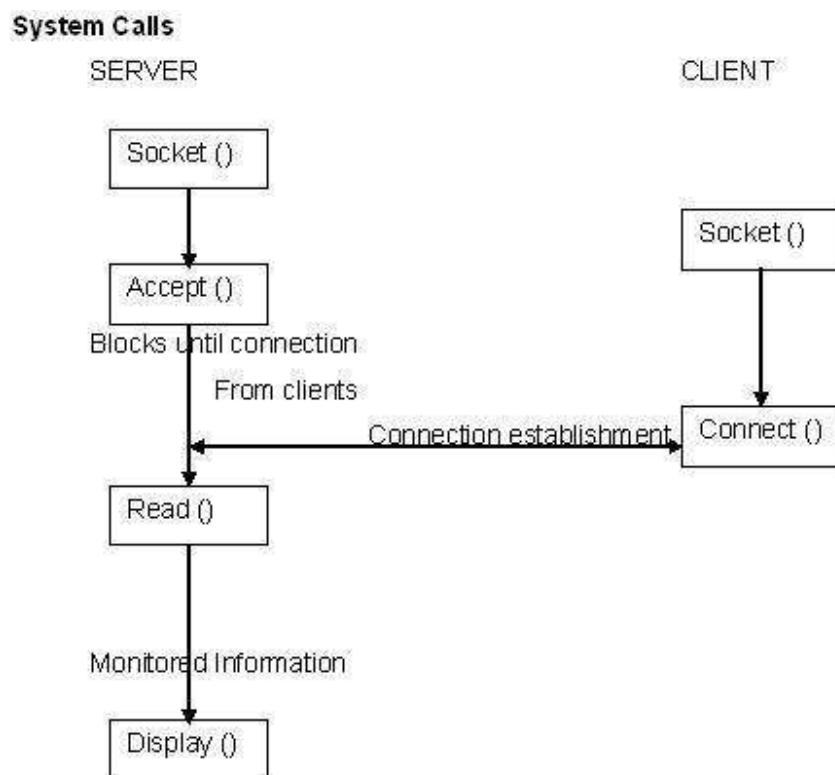 System Calls
SERVER
CLIENT
Socket ()
Socket ()
Accept ()
Blocks until connection
From clients
Connection establishment
Connect ()
Read ()
Monitored Information
Display ()